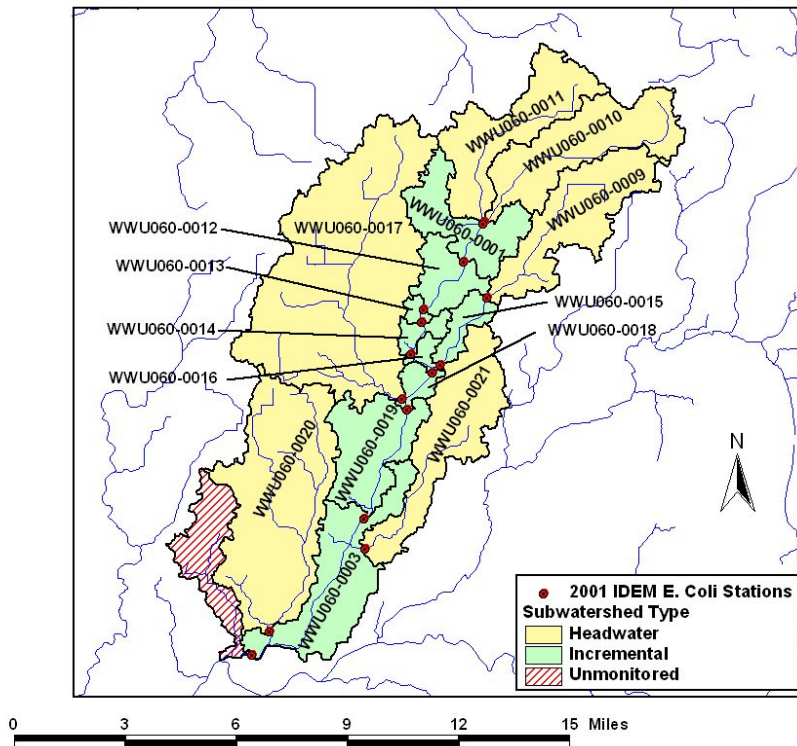 WWU060-0011
WWU060-0010
WWU060-0009
WWU060-0001
WWU060-0012
WWU060-0017
WWU060-0013
WWU060-0015
WWU060-0014
WWU060-0018
WWU060-0016
WWU060-0021
WWU060-0019
WWU060-0020
WWU060-0003
N
2001 IDEM E. Coli Stations
Subwatershed Type
Headwater
Incremental
Unmonitored
0 3 6 9 12 15 Miles